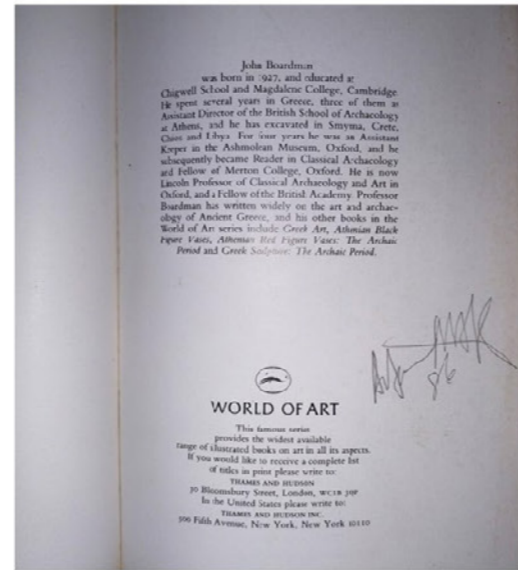 John Boardman
was born in 1927, and educated at
Chigwell School and Magdalene College, Cambridge.
He spent several years in Greece, three of them as
Assistant Director of the British School of Archaeology
at Athens, and he has excavated in Smyrna, Crete,
Chios and Libya. For four years he was an Assistant
Keeper in the Ashmolean Museum, Oxford, and he
subsequently became Reader in Classical Archaeology
and Fellow of Merton College, Oxford. He is now
Lincoln Professor of Classical Archaeology and Art in
Oxford, and a Fellow of the British Academy. Professor
Boardman has written widely on the art and archae-
ology of Ancient Greece, and his other books in the
World of Art series include Greek Art, Athenian Black
Figure Vases, Athenian Red Figure Vases: The Archaic
Period and Greek Sculpture: The Archaic Period.
WORLD OF ART
This famous series
provides the widest available
range of illustrated books on art in all its aspects.
If you would like to receive a complete list
of titles in print please write to:
THAMES AND HUDSON
30 Bloomsbury Street, London, WC1B 3QP
In the United States please write to:
THAMES AND HUDSON INC.
500 Fifth Avenue, New York, New York 10110
86